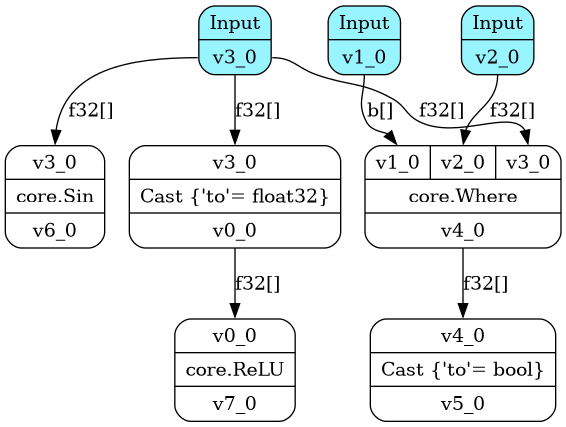 Input
v3_0
Input
v1_0
Input
v2_0
f32[]
f32[]
b[]
f32[]
f32[]
v3_0
core.Sin
v6_0
v3_0
Cast {'to'= float32}
v0_0
v1_0 v2_0 v3_0
core.Where
v4_0
f32[]
f32[]
v0_0
core.ReLU
v7_0
v4_0
Cast {'to'= bool}
v5_0